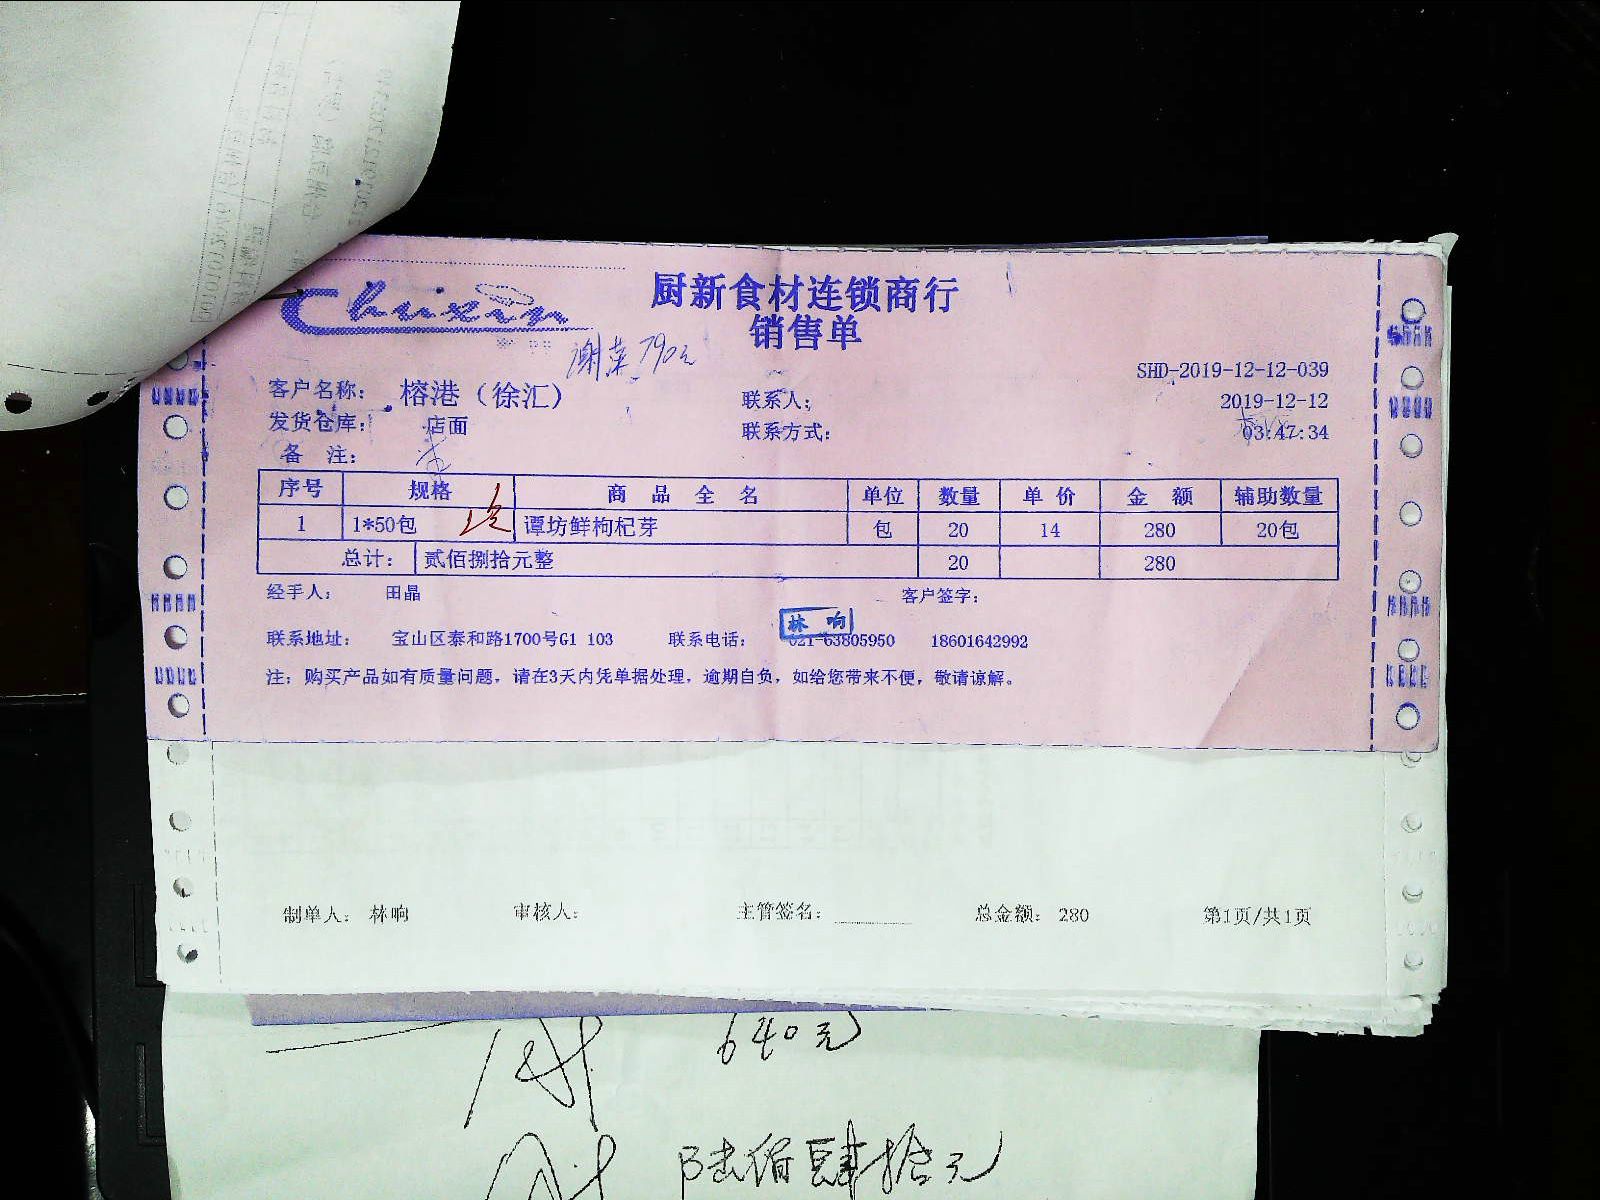 Chuxin
厨新食材连锁商行
销售单
谢菜 790元
SHD-2019-12-12-039
客户名称： 榕港（徐汇） 联系人： 2019-12-12
发货仓库： 店面 联系方式： 03:47:34
备 注：
序号 规格 商品全名 单位 数量 单价 金额 辅助数量
1 1*50包 谭坊鲜枸杞芽 包 20 14 280 20包
总计： 贰佰捌拾元整 20 280
经手人： 田晶 客户签字：
林响
联系地址： 宝山区泰和路1700号G1 103 联系电话： 021-63805950 18601642992
注：购买产品如有质量问题，请在3天内凭单据处理，逾期自负，如给您带来不便，敬请谅解。
制单人： 林响 审核人： 主管签名： 总金额： 280 第1页/共1页
640元
陆佰肆拾元